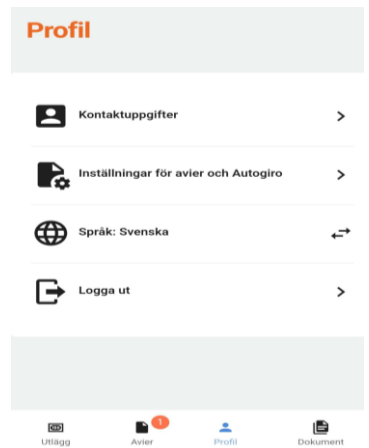 Profil
Kontaktuppgifter
Inställningar för avier och Autogiro
Språk: Svenska
Logga ut
1
Utlägg
Avier
Profil
Dokument